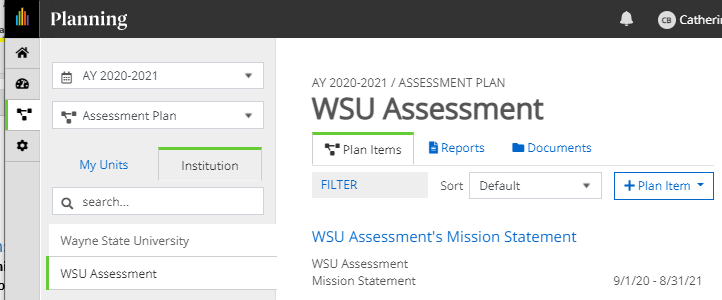 Planning
CB Catherin
AY 2020-2021
Assessment Plan
My Units
Institution
search...
Wayne State University
WSU Assessment
AY 2020-2021 / ASSESSMENT PLAN
WSU Assessment
Plan Items
Reports
Documents
FILTER
Sort
Default
+ Plan Item
WSU Assessment's Mission Statement
WSU Assessment
Mission Statement
9/1/20 - 8/31/21